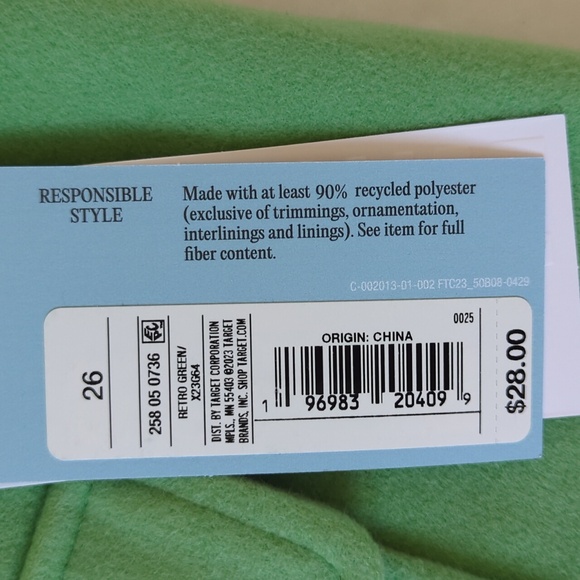 RESPONSIBLE
STYLE
Made with at least 90% recycled polyester
(exclusive of trimmings, ornamentation,
interlinings and linings). See item for full
fiber content.
C-002013-01-002 FTC23_50B08-0429
26
258 05 0736
RETRO GREEN/
X23G64
DIST. BY TARGET CORPORATION
MPLS., MN 55403 ©2023 TARGET
BRANDS, INC. SHOP TARGET.COM
0025
ORIGIN: CHINA
1 96983 20409 9
$28.00